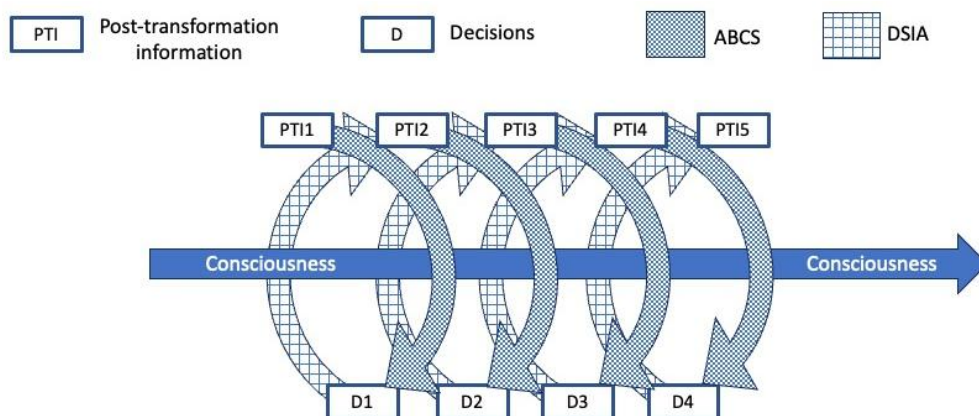 PTI
Post-transformation
information
D
Decisions
ABCS
DSIA
PTI1
PTI2
PTI3
PTI4
PTI5
Consciousness
Consciousness
D1
D2
D3
D4